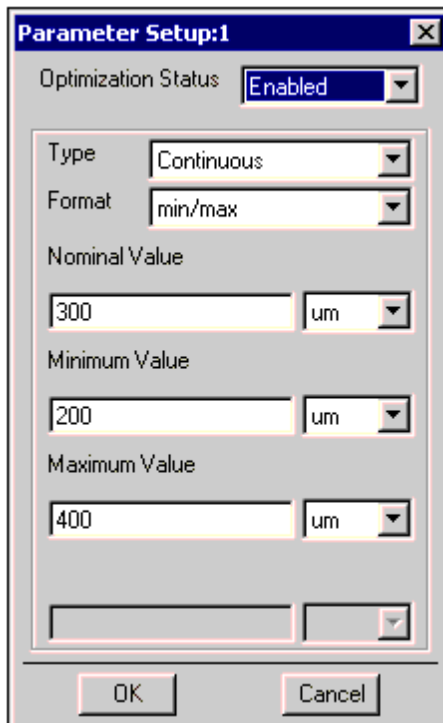 Parameter Setup:1
Optimization Status Enabled
Type Continuous
Format min/max
Nominal Value
300 um
Minimum Value
200 um
Maximum Value
400 um
OK Cancel